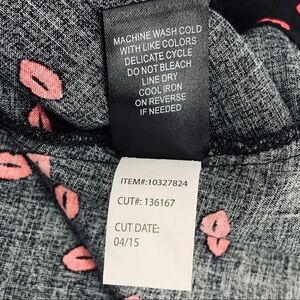 MACHINE WASH COLD
WITH LIKE COLORS
DELICATE CYCLE
DO NOT BLEACH
LINE DRY
COOL IRON
ON REVERSE
IF NEEDED
ITEM#:10327824
CUT#: 136167
CUT DATE:
04/15